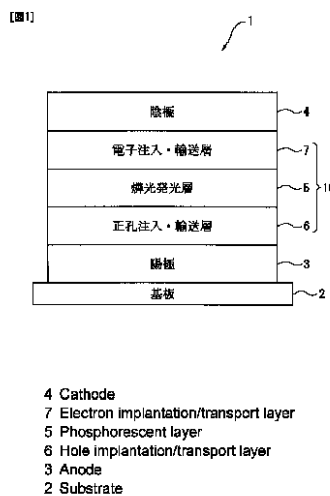 [図1]
1
陰極 4
電子注入・輸送層 7
燐光発光層 5 10
正孔注入・輸送層 6
陽極 3
基板 2
4 Cathode
7 Electron implantation/transport layer
5 Phosphorescent layer
6 Hole implantation/transport layer
3 Anode
2 Substrate